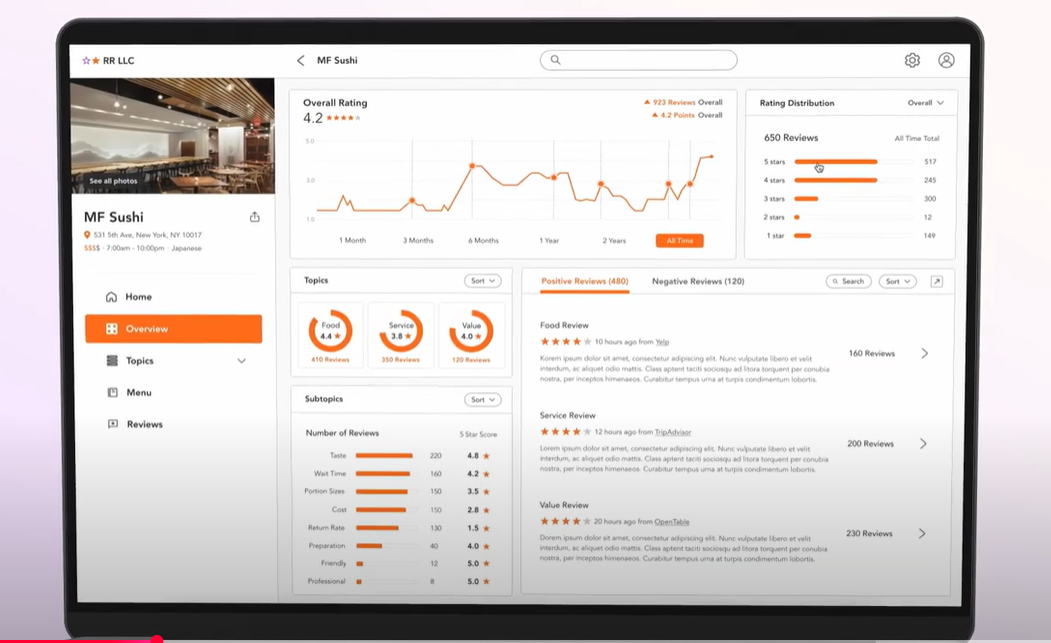 RR LLC
MF Sushi
See all photos
MF Sushi
531 5th Ave, New York, NY 10017
$$$$ · 7:00am - 10:00pm · Japanese
Home
Overview
Topics
Menu
Reviews
Overall Rating
4.2
923 Reviews Overall
4.2 Points Overall
5.0
3.0
1.0
1 Month
3 Months
6 Months
1 Year
2 Years
All Time
Rating Distribution
Overall
650 Reviews
All Time Total
5 stars 517
4 stars 245
3 stars 300
2 stars 12
1 star 149
Topics
Sort
Food
4.4
410 Reviews
Service
3.8
350 Reviews
Value
4.0
120 Reviews
Subtopics
Sort
Number of Reviews
5 Star Score
Taste 220 4.8
Wait Time 160 4.2
Portion Sizes 150 3.5
Cost 150 2.8
Return Rate 130 1.5
Preparation 40 4.0
Friendly 12 5.0
Professional 8 5.0
Positive Reviews (480)
Negative Reviews (120)
Search
Sort
Food Review
10 hours ago from Yelp
Korem ipsum dolor sit amet, consectetur adipiscing elit. Nunc vulputate libero et velit
interdum, ac aliquet odio mattis. Class aptent taciti sociosqu ad litora torquent per conubia
nostra, per inceptos himenaeos. Curabitur tempus urna at turpis condimentum lobortis.
160 Reviews
Service Review
12 hours ago from TripAdvisor
Lorem ipsum dolor sit amet, consectetur adipiscing elit. Nunc vulputate libero et velit
interdum, ac aliquet odio mattis. Class aptent taciti sociosqu ad litora torquent per conubia
nostra, per inceptos himenaeos. Curabitur tempus urna at turpis condimentum lobortis.
200 Reviews
Value Review
20 hours ago from OpenTable
Dorem ipsum dolor sit amet, consectetur adipiscing elit. Nunc vulputate libero et velit
interdum, ac aliquet odio mattis. Class aptent taciti sociosqu ad litora torquent per conubia
nostra, per inceptos himenaeos. Curabitur tempus urna at turpis condimentum lobortis.
230 Reviews